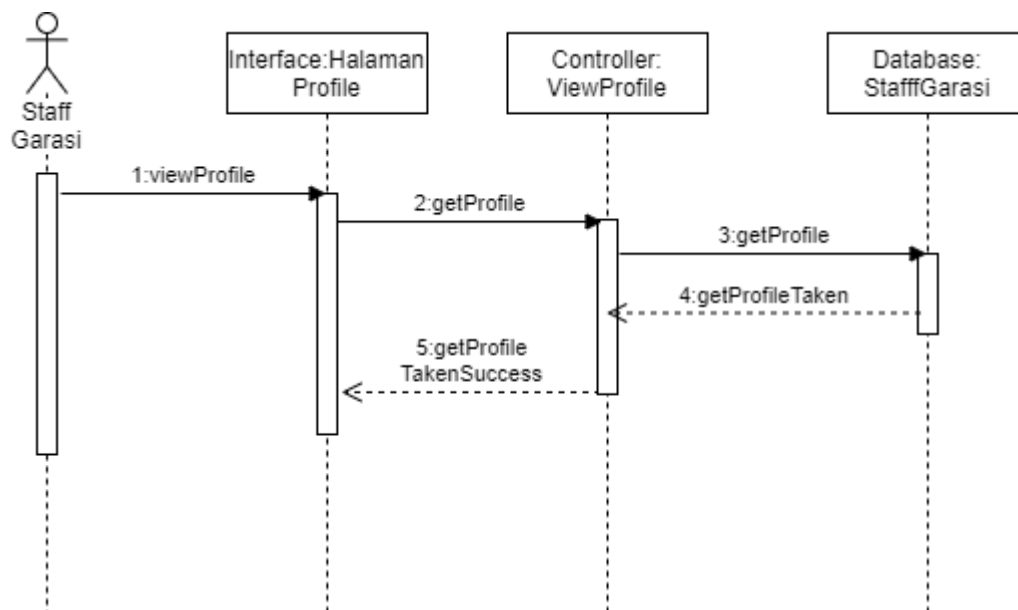 Staff
Garasi
Interface:Halaman
Profile
Controller:
ViewProfile
Database:
StafffGarasi
1:viewProfile
2:getProfile
3:getProfile
4:getProfileTaken
5:getProfile
TakenSuccess